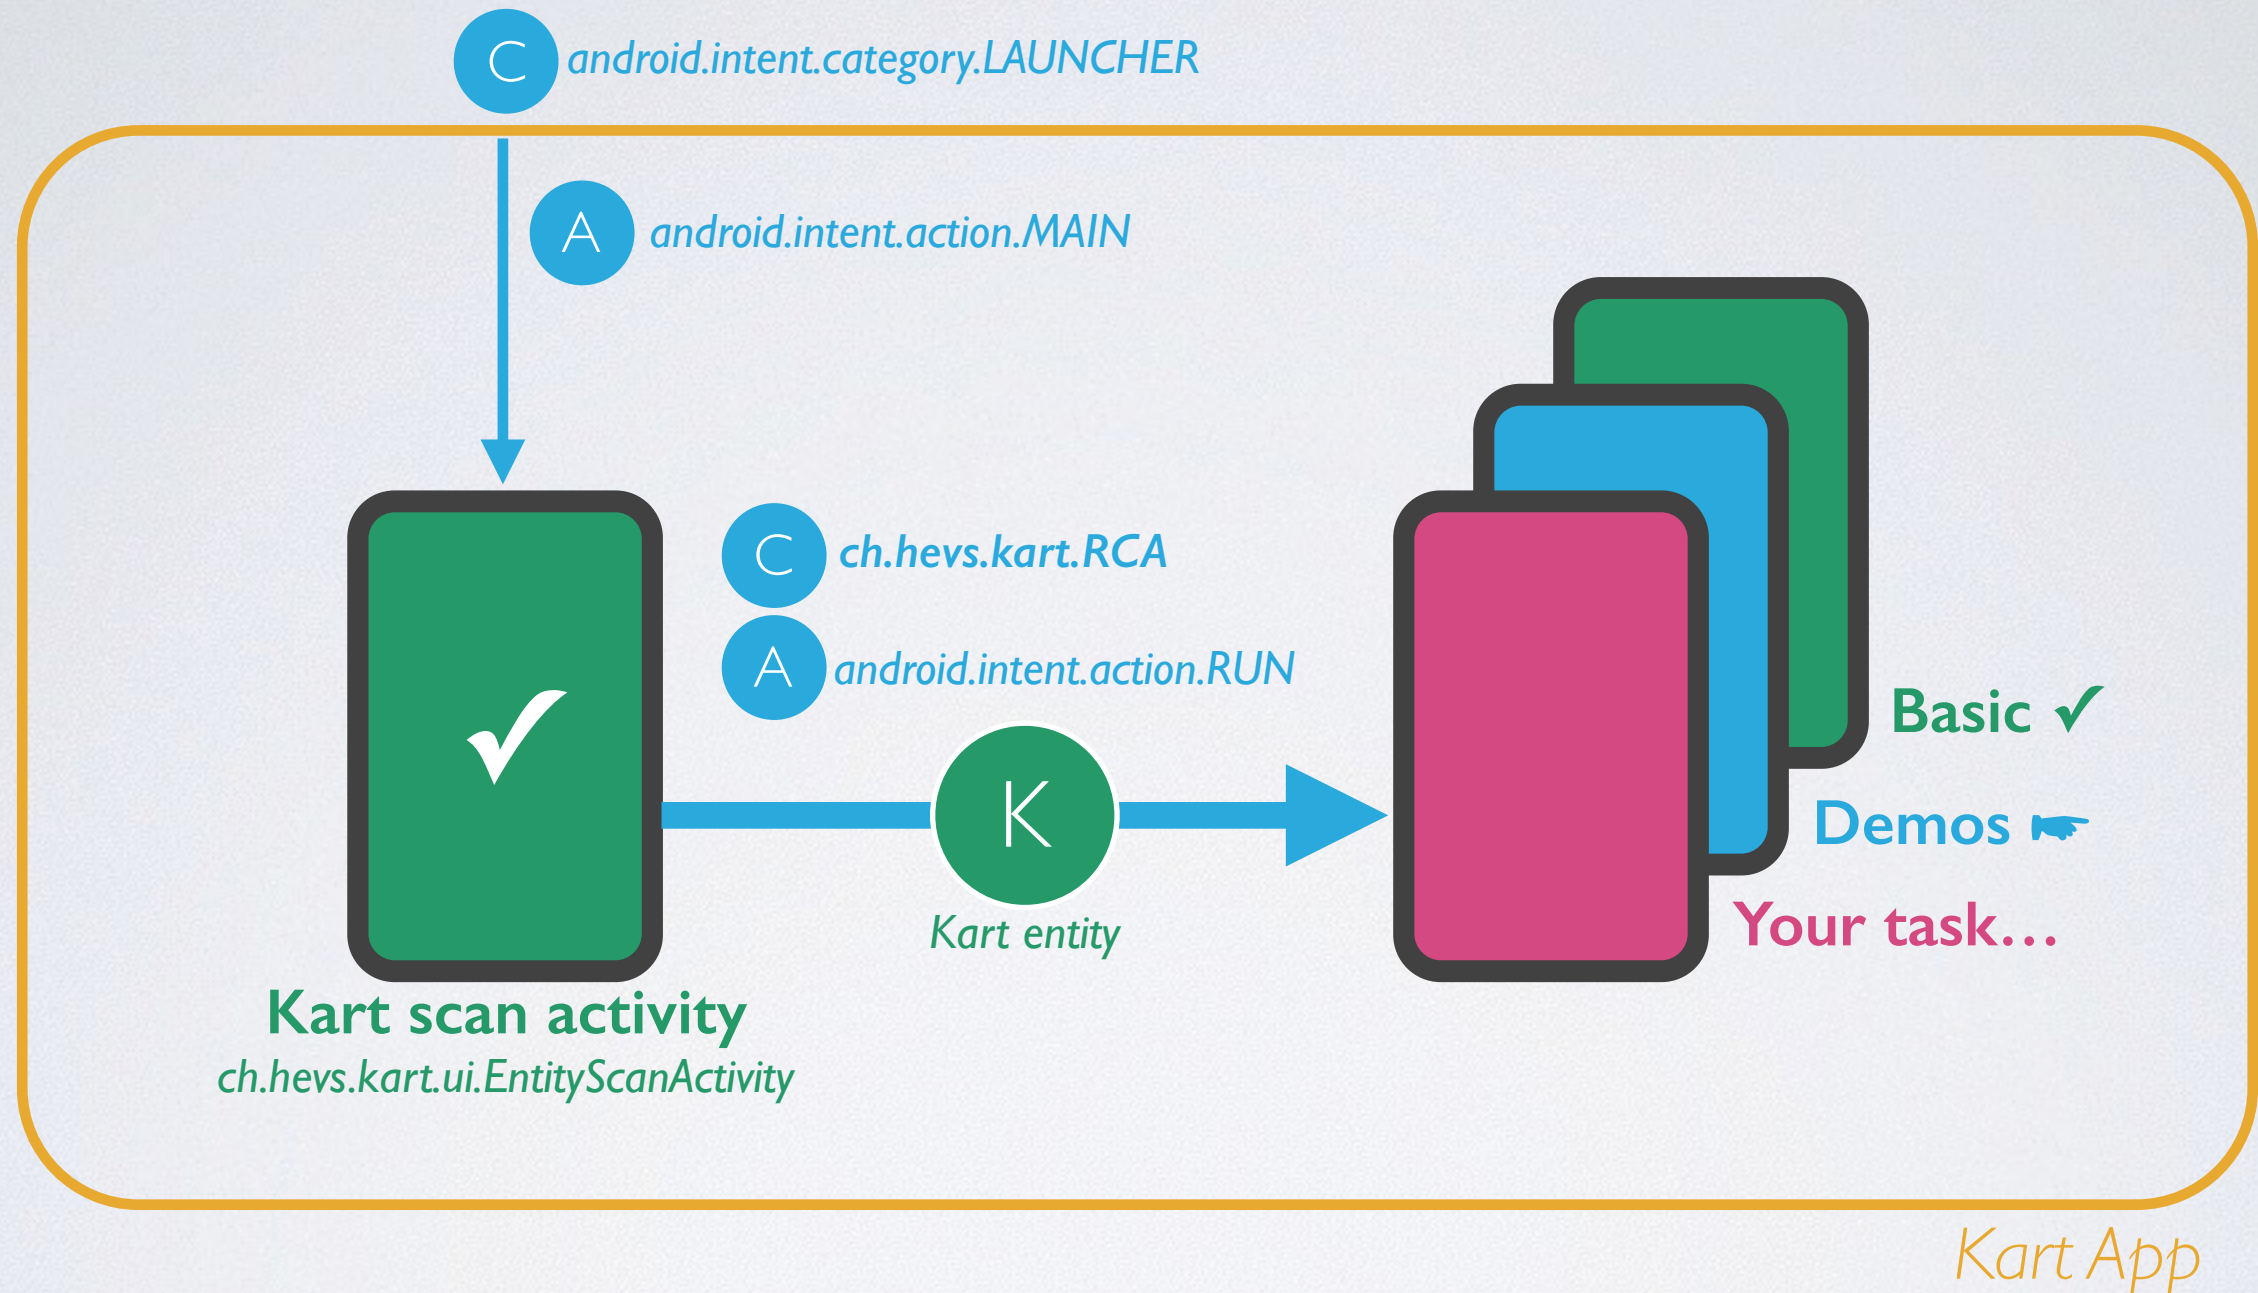 C android.intent.category.LAUNCHER
A android.intent.action.MAIN
C ch.hevs.kart.RCA
A android.intent.action.RUN
K
Kart entity
Basic ✓
Demos ☛
Your task…
✓
Kart scan activity
ch.hevs.kart.ui.EntityScanActivity
Kart App